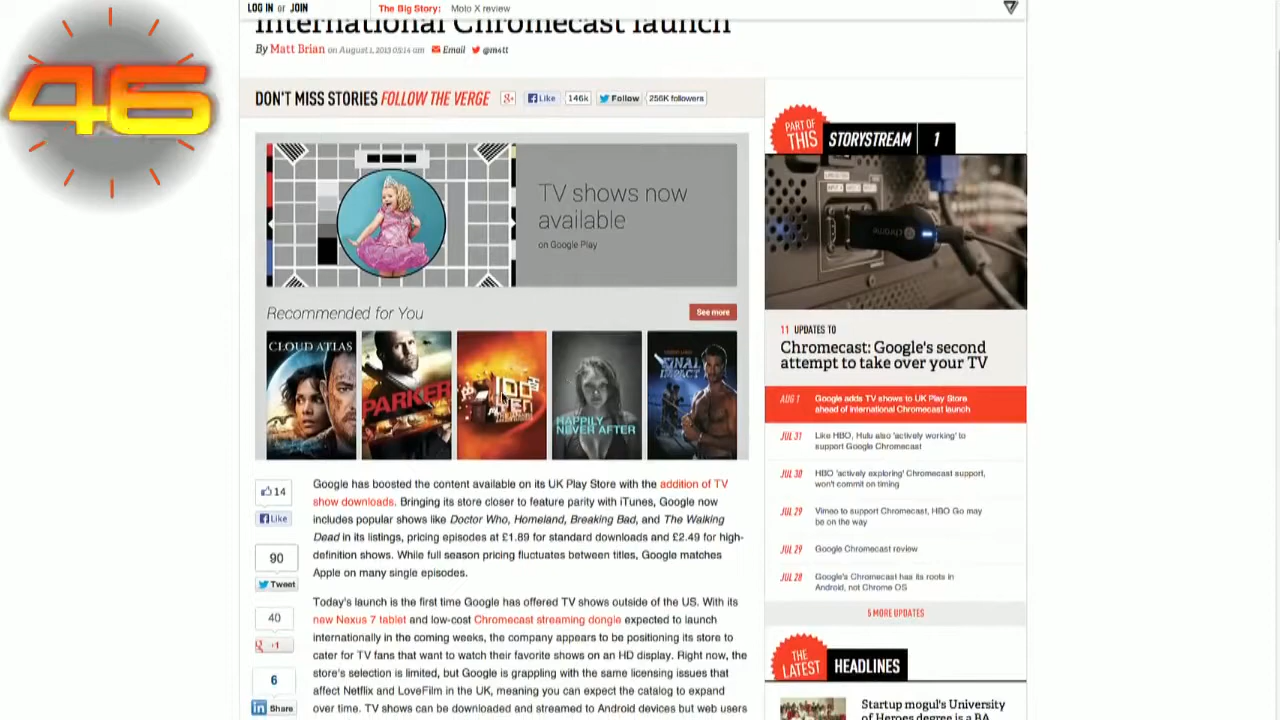 46
LOG IN or JOIN
The Big Story: Moto X review
International Chromecast launch
By Matt Brian on August 1, 2013 05:14 am Email @m4tt
DON'T MISS STORIES FOLLOW THE VERGE
Like
146k
Follow
256K followers
TV shows now
available
on Google Play
Recommended for You
See more
CLOUD ATLAS
PARKER
HAPPILY
NEVER AFTER
FINAL
IMPACT
14
Like
90
Tweet
40
+1
6
in Share
Google has boosted the content available on its UK Play Store with the addition of TV
show downloads. Bringing its store closer to feature parity with iTunes, Google now
includes popular shows like Doctor Who, Homeland, Breaking Bad, and The Walking
Dead in its listings, pricing episodes at £1.89 for standard downloads and £2.49 for high-
definition shows. While full season pricing fluctuates between titles, Google matches
Apple on many single episodes.
Today's launch is the first time Google has offered TV shows outside of the US. With its
new Nexus 7 tablet and low-cost Chromecast streaming dongle expected to launch
internationally in the coming weeks, the company appears to be positioning its store to
cater for TV fans that want to watch their favorite shows on an HD display. Right now, the
store's selection is limited, but Google is grappling with the same licensing issues that
affect Netflix and LoveFilm in the UK, meaning you can expect the catalog to expand
over time. TV shows can be downloaded and streamed to Android devices but web users
PART OF
THIS
STORYSTREAM 1
chrome
11 UPDATES TO
Chromecast: Google's second
attempt to take over your TV
AUG 1
Google adds TV shows to UK Play Store
ahead of international Chromecast launch
JUL 31
Like HBO, Hulu also 'actively working' to
support Google Chromecast
JUL 30
HBO 'actively exploring' Chromecast support,
won't commit on timing
JUL 29
Vimeo to support Chromecast, HBO Go may
be on the way
JUL 29
Google Chromecast review
JUL 28
Google's Chromecast has its roots in
Android, not Chrome OS
5 MORE UPDATES
THE
LATEST
HEADLINES
Startup mogul's University
of Heroes degree is a BA